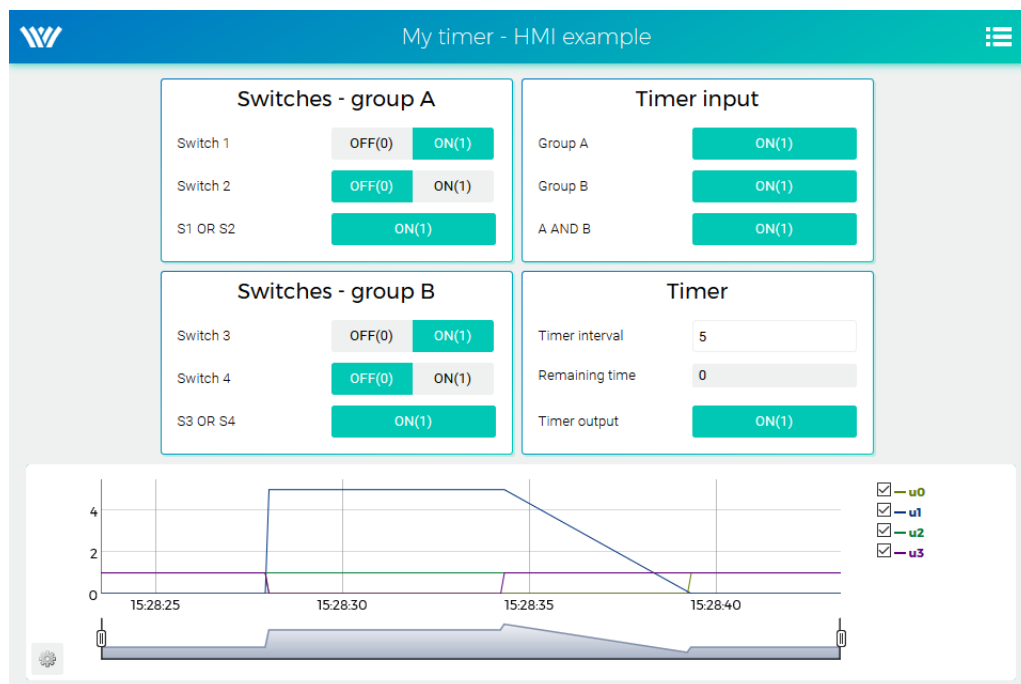 My timer - HMI example
Switches - group A
Switch 1 OFF(0) ON(1)
Switch 2 OFF(0) ON(1)
S1 OR S2 ON(1)
Timer input
Group A ON(1)
Group B ON(1)
A AND B ON(1)
Switches - group B
Switch 3 OFF(0) ON(1)
Switch 4 OFF(0) ON(1)
S3 OR S4 ON(1)
Timer
Timer interval 5
Remaining time 0
Timer output ON(1)
4
2
0
15:28:25 15:28:30 15:28:35 15:28:40
u0
u1
u2
u3